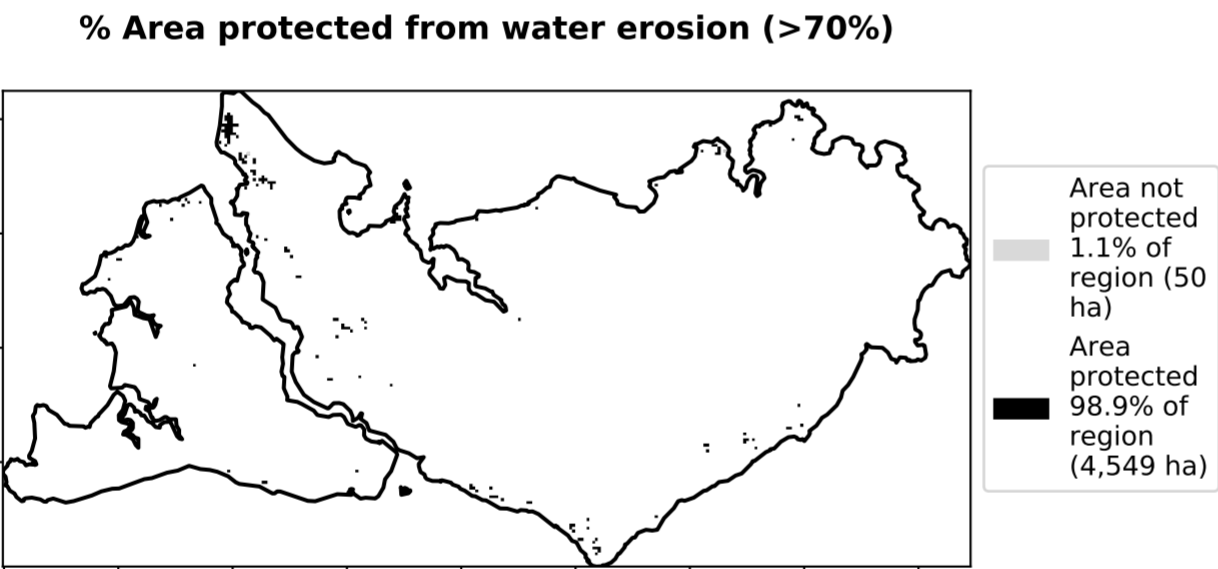 % Area protected from water erosion (>70%)
Area not
protected
1.1% of
region (50
ha)
Area
protected
98.9% of
region
(4,549 ha)